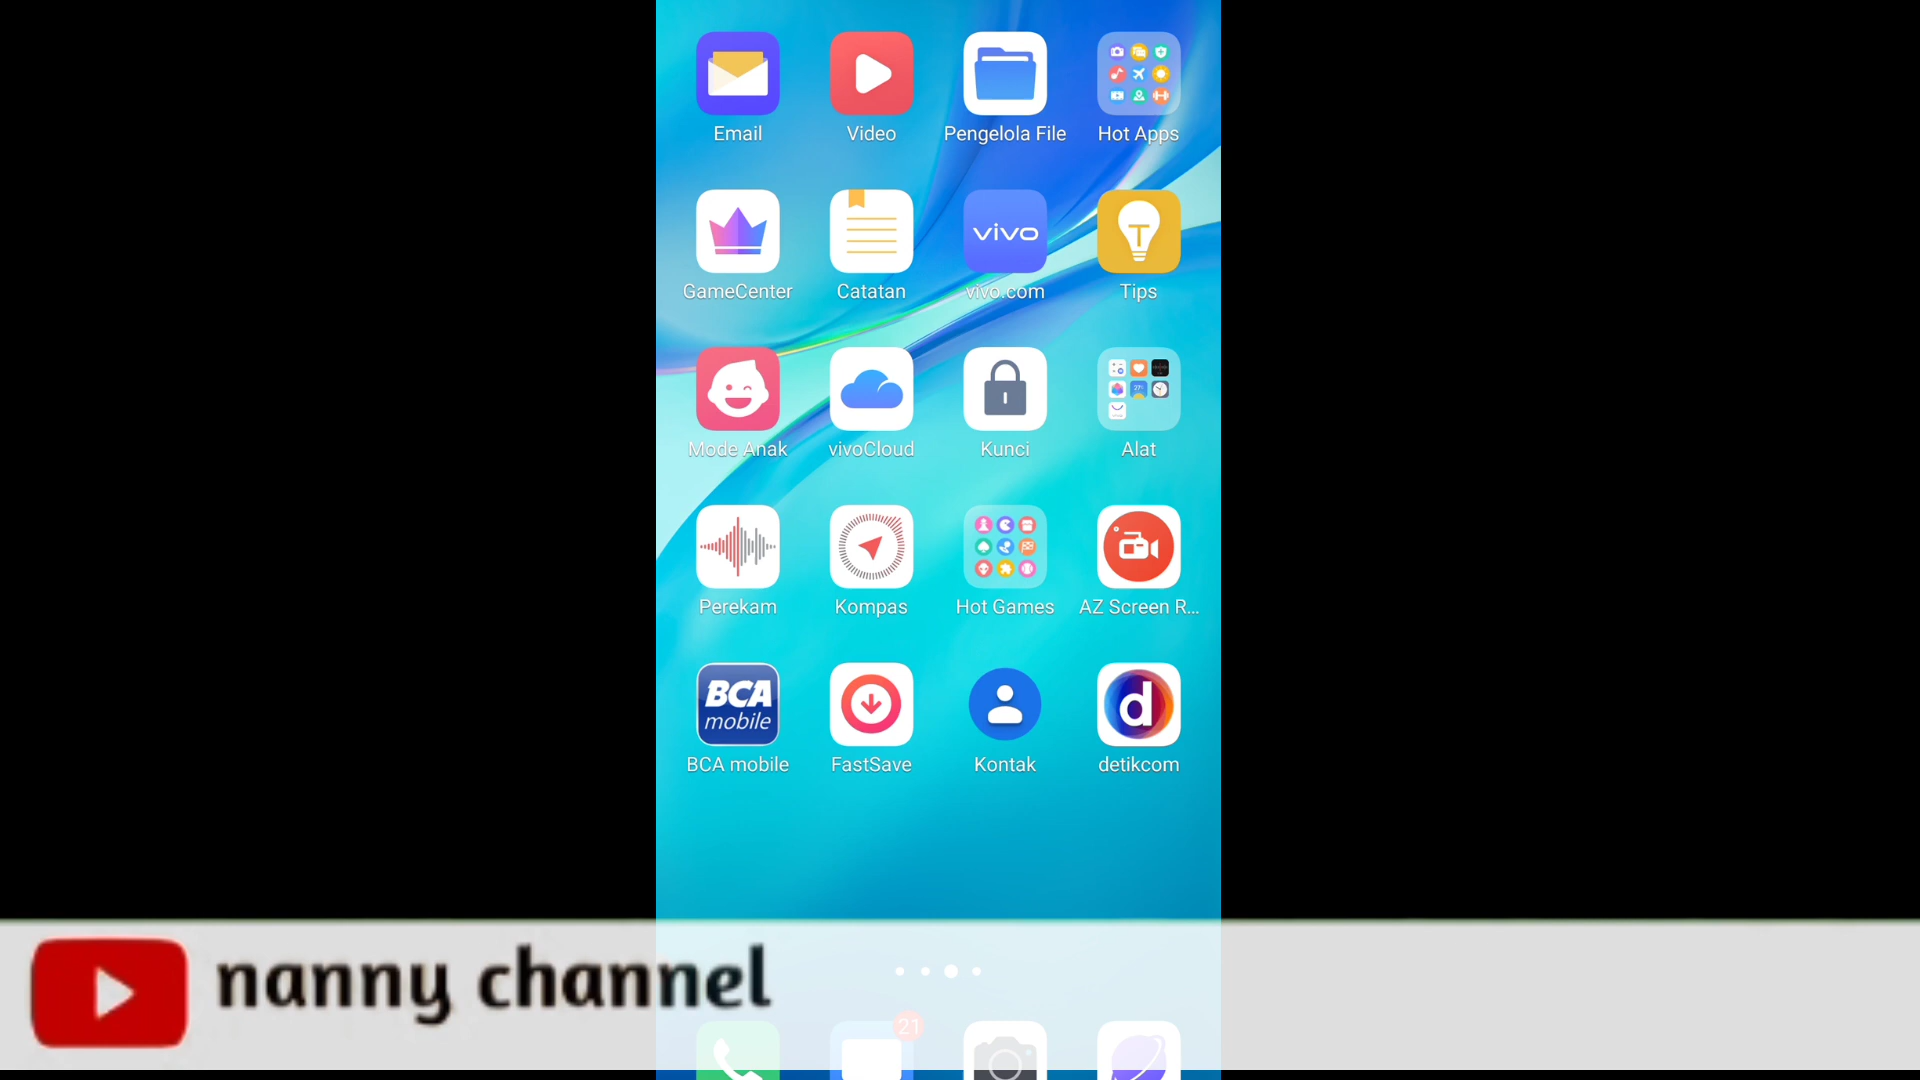 Email Video Pengelola File Hot Apps
vivo T
GameCenter Catatan vivo.com Tips
27°
Mode Anak vivoCloud Kunci Alat
Perekam Kompas Hot Games AZ Screen R...
BCA mobile d
BCA mobile FastSave Kontak detikcom
nanny channel
21